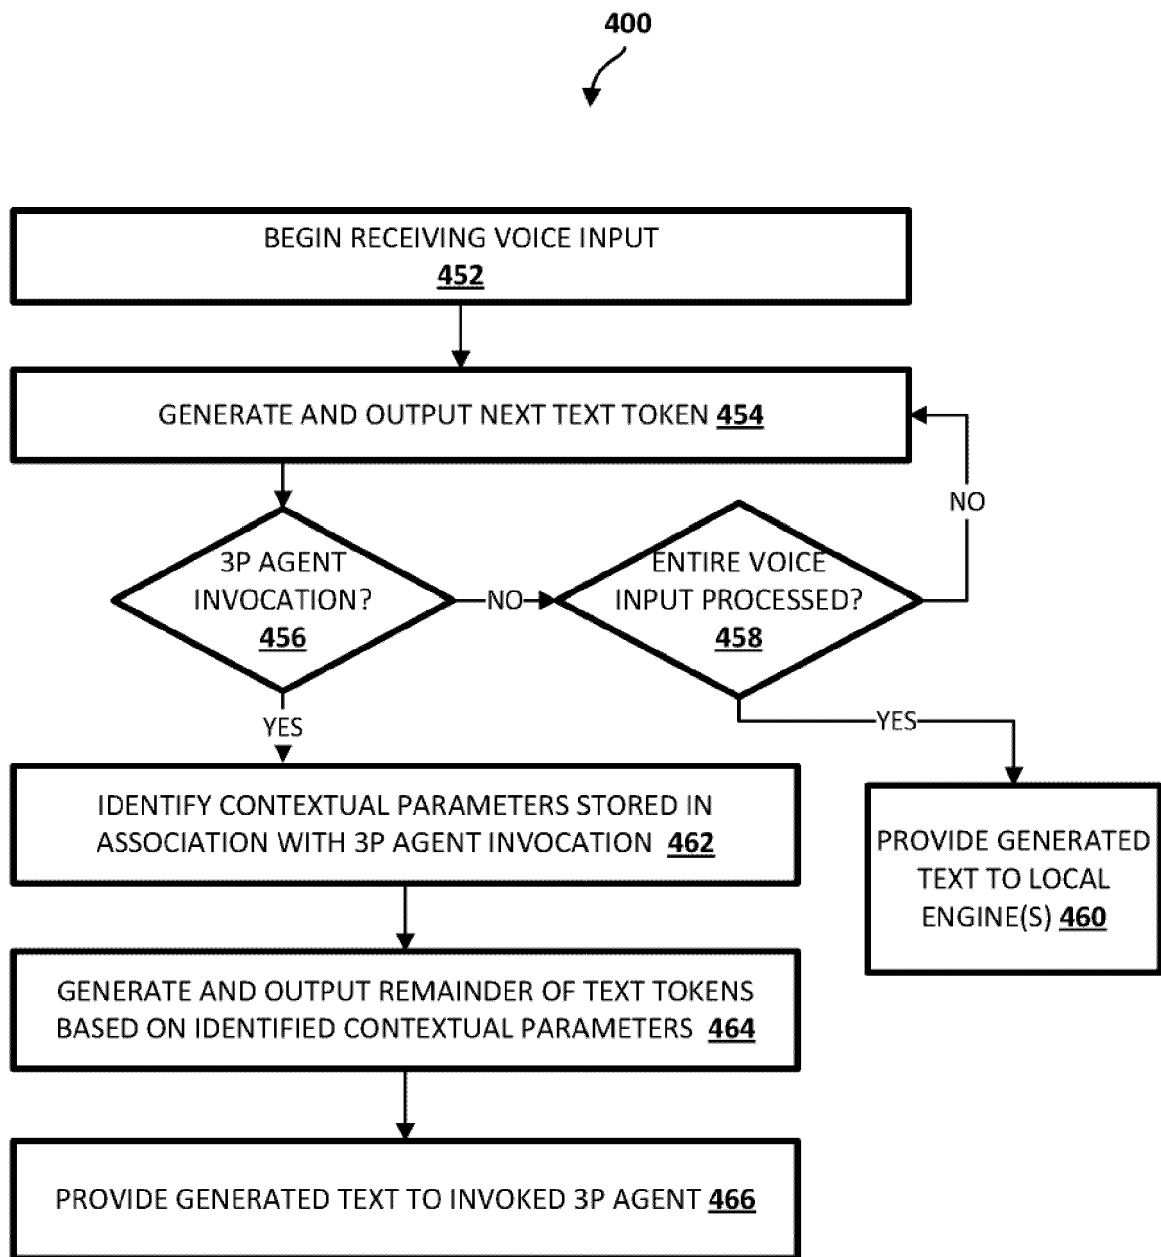 400
BEGIN RECEIVING VOICE INPUT
452
GENERATE AND OUTPUT NEXT TEXT TOKEN 454
3P AGENT
INVOCATION?
456
NO
ENTIRE VOICE
INPUT PROCESSED?
458
NO
YES
YES
IDENTIFY CONTEXTUAL PARAMETERS STORED IN
ASSOCIATION WITH 3P AGENT INVOCATION 462
PROVIDE GENERATED
TEXT TO LOCAL
ENGINE(S) 460
GENERATE AND OUTPUT REMAINDER OF TEXT TOKENS
BASED ON IDENTIFIED CONTEXTUAL PARAMETERS 464
PROVIDE GENERATED TEXT TO INVOKED 3P AGENT 466